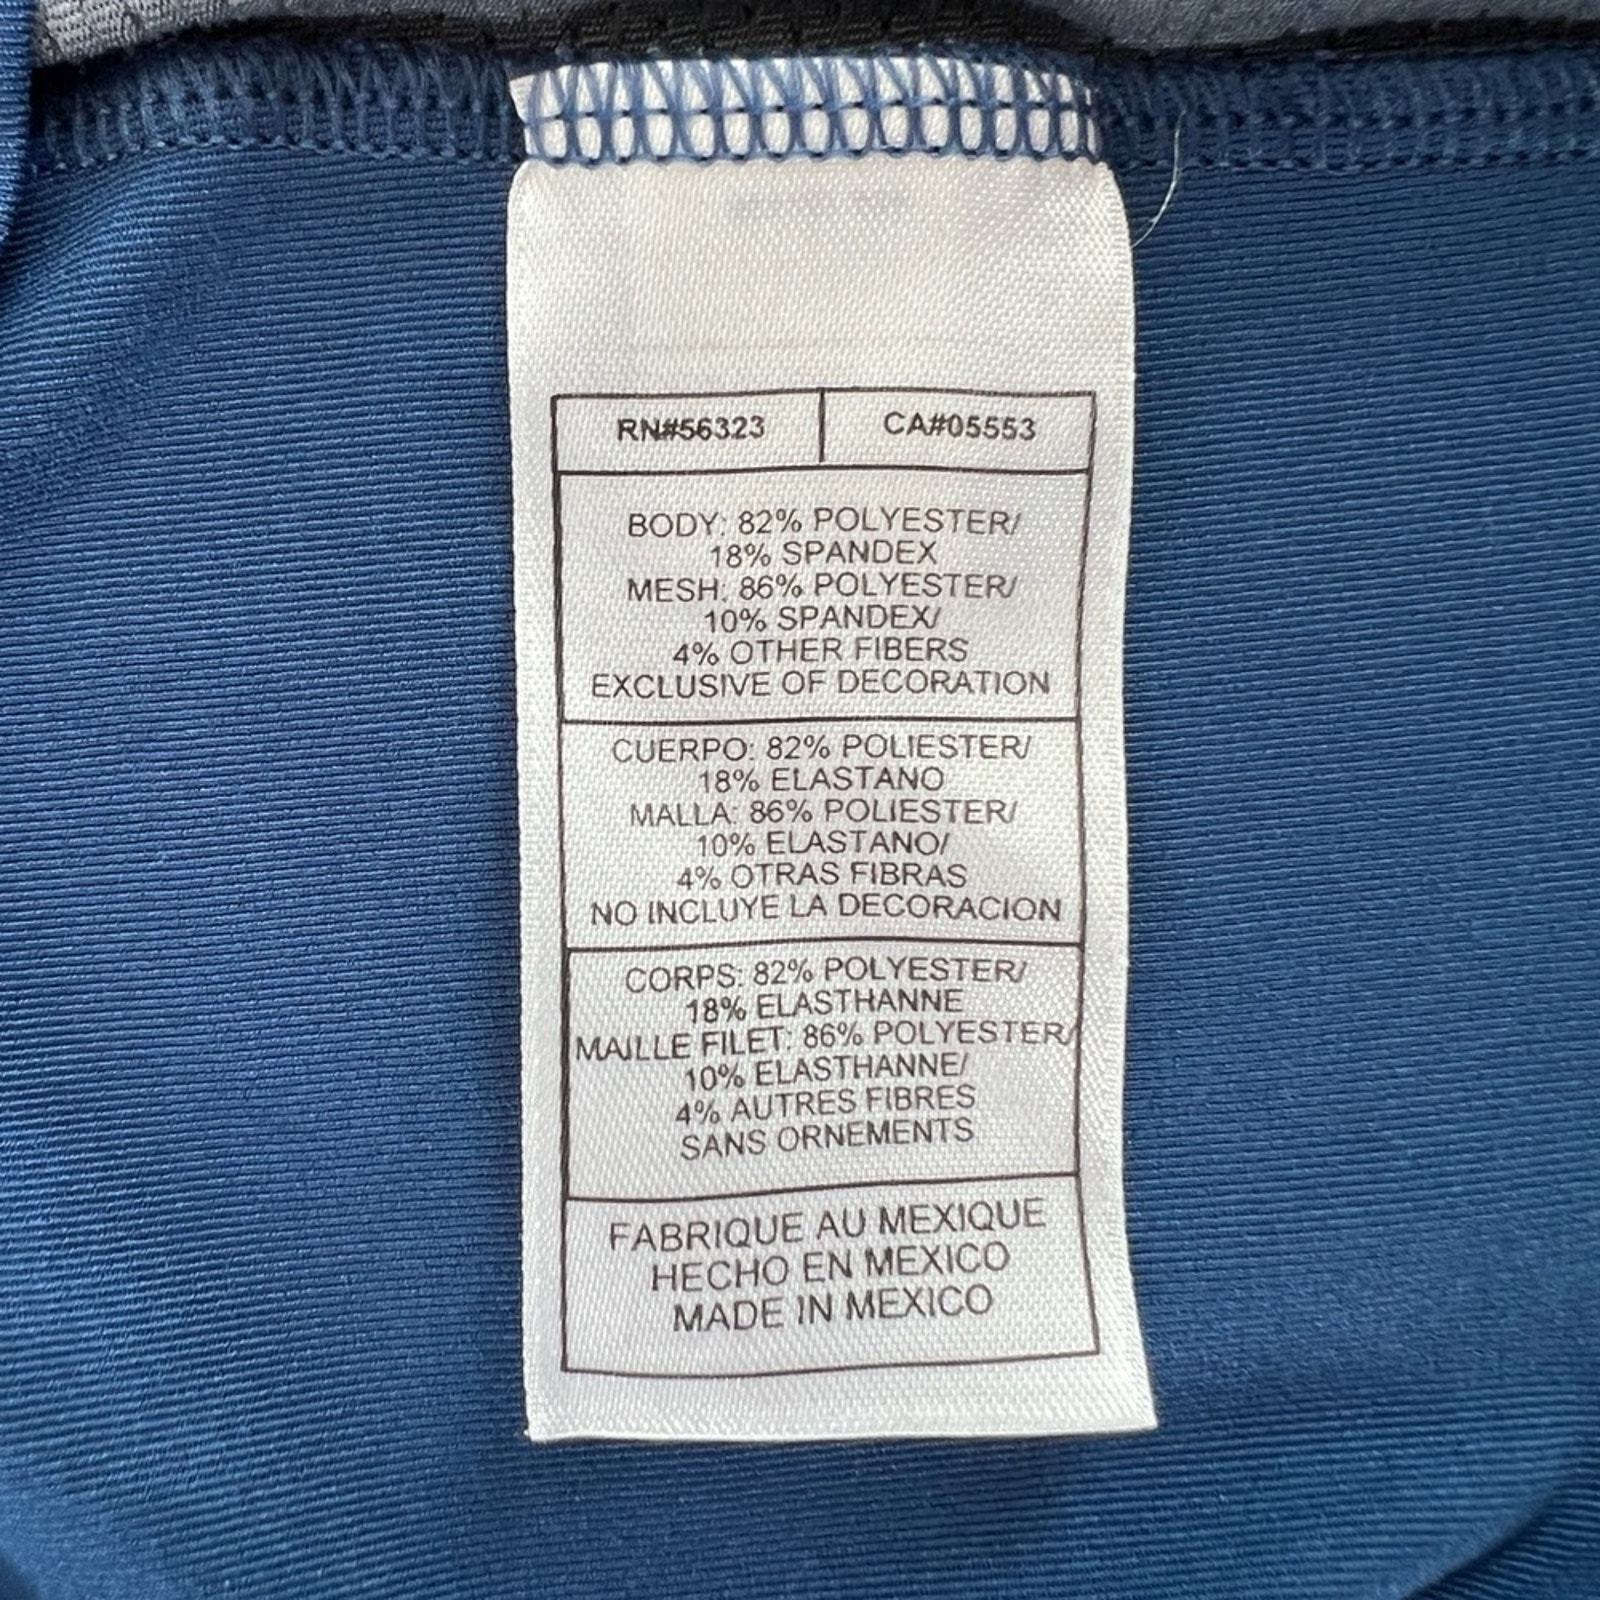 RN#56323 CA#05553
BODY: 82% POLYESTER/
18% SPANDEX
MESH: 86% POLYESTER/
10% SPANDEX/
4% OTHER FIBERS
EXCLUSIVE OF DECORATION
CUERPO: 82% POLIESTER/
18% ELASTANO
MALLA: 86% POLIESTER/
10% ELASTANO/
4% OTRAS FIBRAS
NO INCLUYE LA DECORACION
CORPS: 82% POLYESTER/
18% ELASTHANNE
MAILLE FILET: 86% POLYESTER/
10% ELASTHANNE/
4% AUTRES FIBRES
SANS ORNEMENTS
FABRIQUE AU MEXIQUE
HECHO EN MEXICO
MADE IN MEXICO